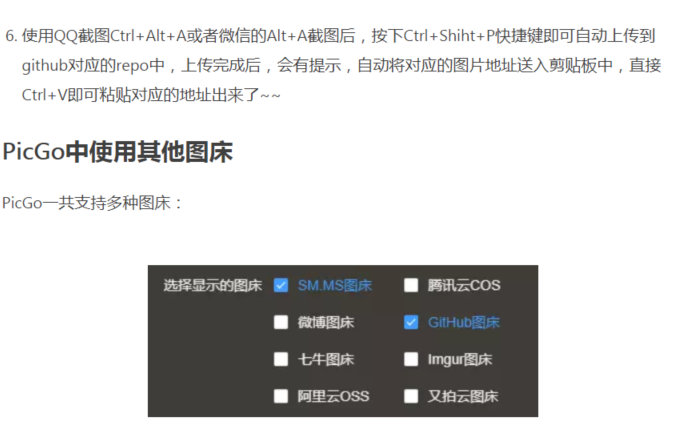 6. 使用QQ截图Ctrl+Alt+A或者微信的Alt+A截图后，按下Ctrl+Shiht+P快捷键即可自动上传到
github对应的repo中，上传完成后，会有提示，自动将对应的图片地址送入剪贴板中，直接
Ctrl+V即可粘贴对应的地址出来了~~
PicGo中使用其他图床
PicGo一共支持多种图床：
选择显示的图床 SM.MS图床 腾讯云COS
微博图床 GitHub图床
七牛图床 Imgur图床
阿里云OSS 又拍云图床